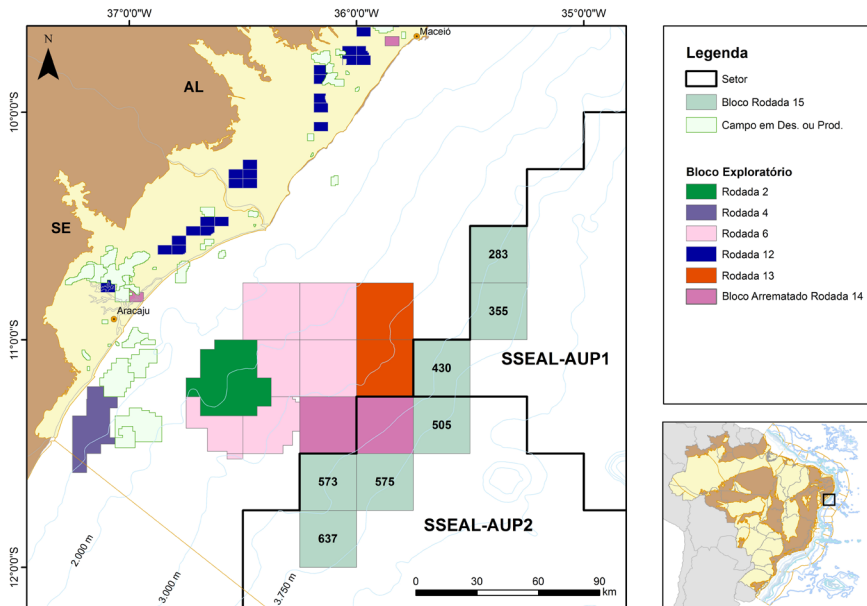 37°0'0"W
36°0'0"W
35°0'0"W
N
Maceió
AL
10°0'0"S
SE
283
355
Aracaju
11°0'0"S
SSEAL-AUP1
430
505
573
575
SSEAL-AUP2
637
2.000 m
3.000 m
3.750 m
12°0'0"S
0 30 60 90
km
Legenda
Setor
Bloco Rodada 15
Campo em Des. ou Prod.
Bloco Exploratório
Rodada 2
Rodada 4
Rodada 6
Rodada 12
Rodada 13
Bloco Arrematado Rodada 14